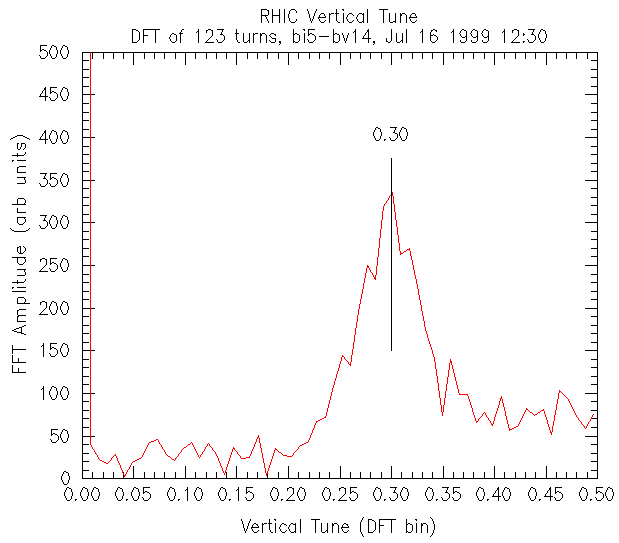 RHIC Vertical Tune
DFT of 123 turns, bi5-bv14, Jul 16 1999 12:30
500
450
400
350
300
250
200
150
100
50
0
FFT Amplitude (arb units)
0.30
0.00 0.05 0.10 0.15 0.20 0.25 0.30 0.35 0.40 0.45 0.50
Vertical Tune (DFT bin)